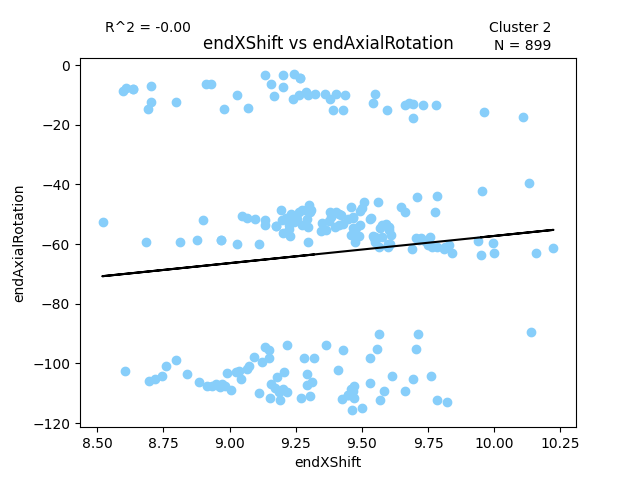 R^2 = -0.00
Cluster 2
endXShift vs endAxialRotation
N = 899
0
−20
−40
−60
−80
−100
−120
endAxialRotation
8.50 8.75 9.00 9.25 9.50 9.75 10.00 10.25
endXShift